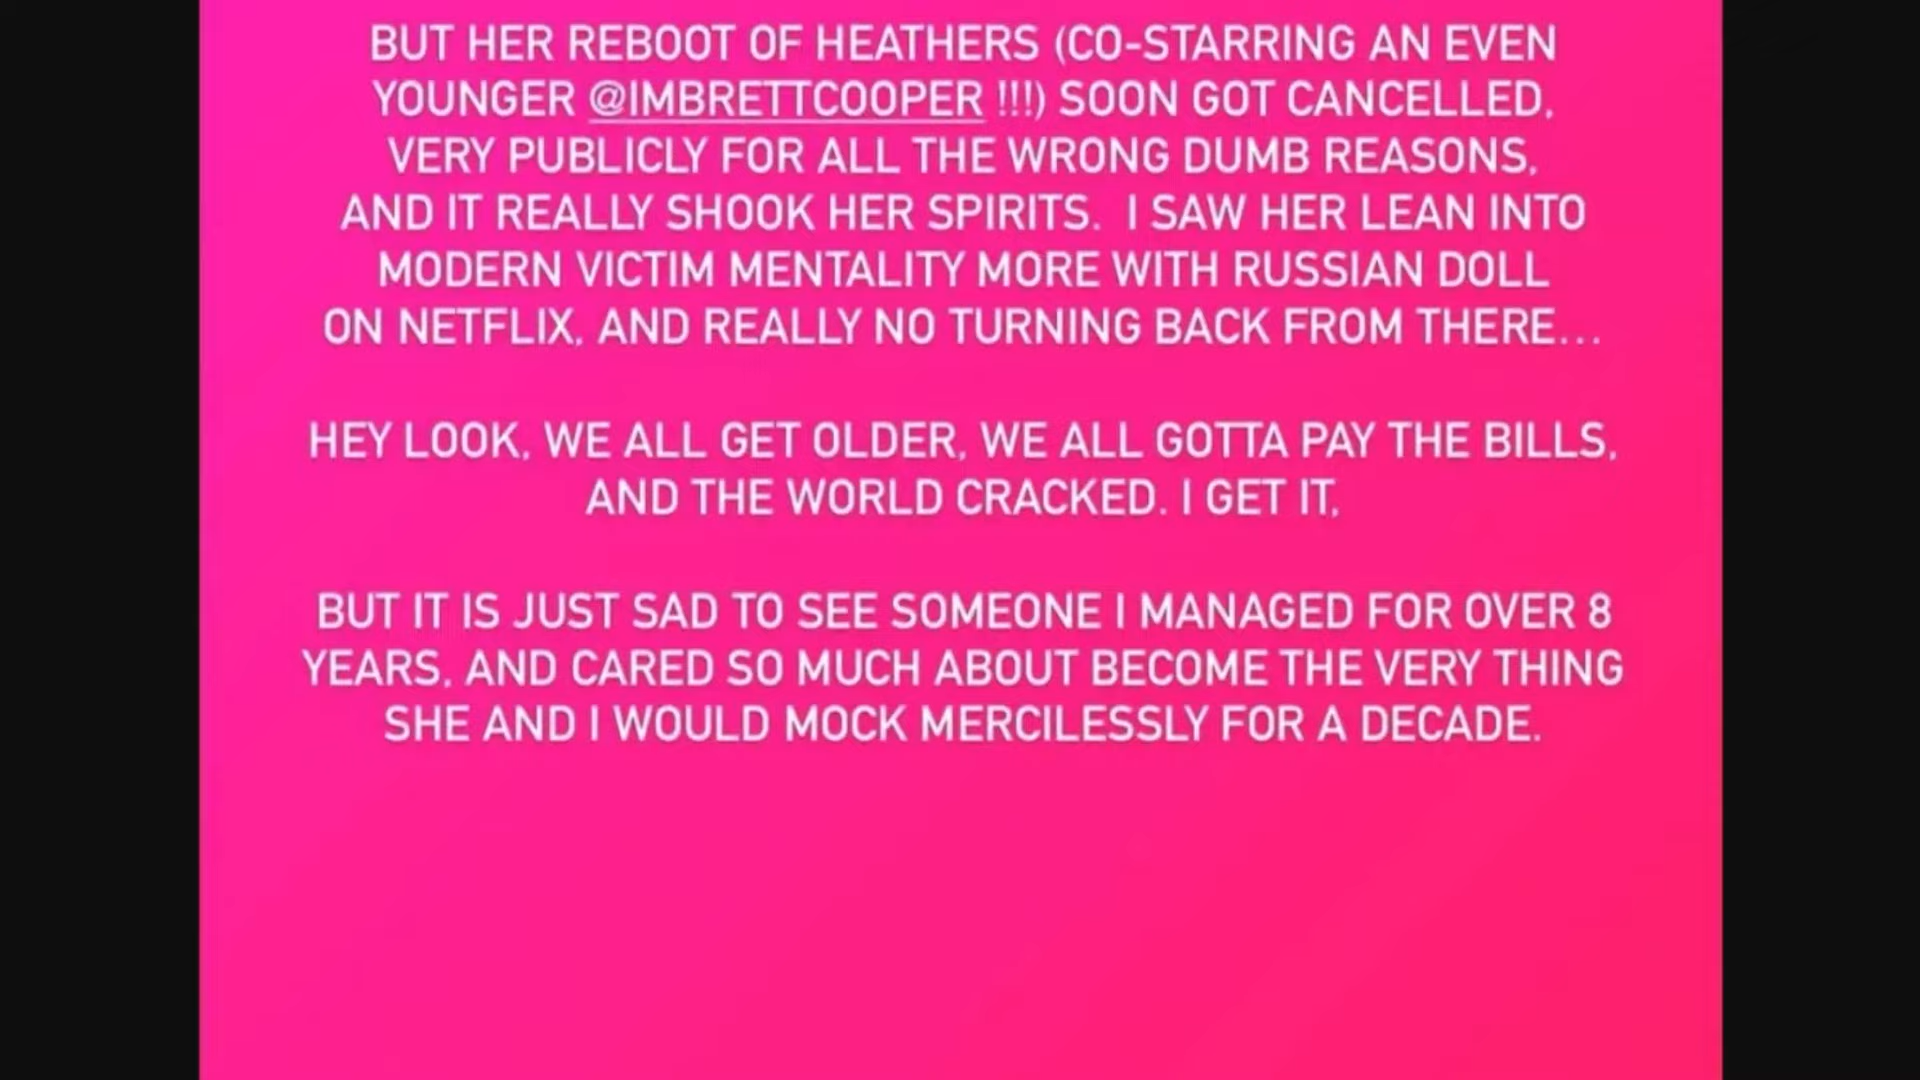 BUT HER REBOOT OF HEATHERS (CO-STARRING AN EVEN
YOUNGER @IMBRETTCOOPER !!!) SOON GOT CANCELLED,
VERY PUBLICLY FOR ALL THE WRONG DUMB REASONS,
AND IT REALLY SHOOK HER SPIRITS.  I SAW HER LEAN INTO
MODERN VICTIM MENTALITY MORE WITH RUSSIAN DOLL
ON NETFLIX, AND REALLY NO TURNING BACK FROM THERE...
HEY LOOK, WE ALL GET OLDER, WE ALL GOTTA PAY THE BILLS,
AND THE WORLD CRACKED. I GET IT,
BUT IT IS JUST SAD TO SEE SOMEONE I MANAGED FOR OVER 8
YEARS, AND CARED SO MUCH ABOUT BECOME THE VERY THING
SHE AND I WOULD MOCK MERCILESSLY FOR A DECADE.